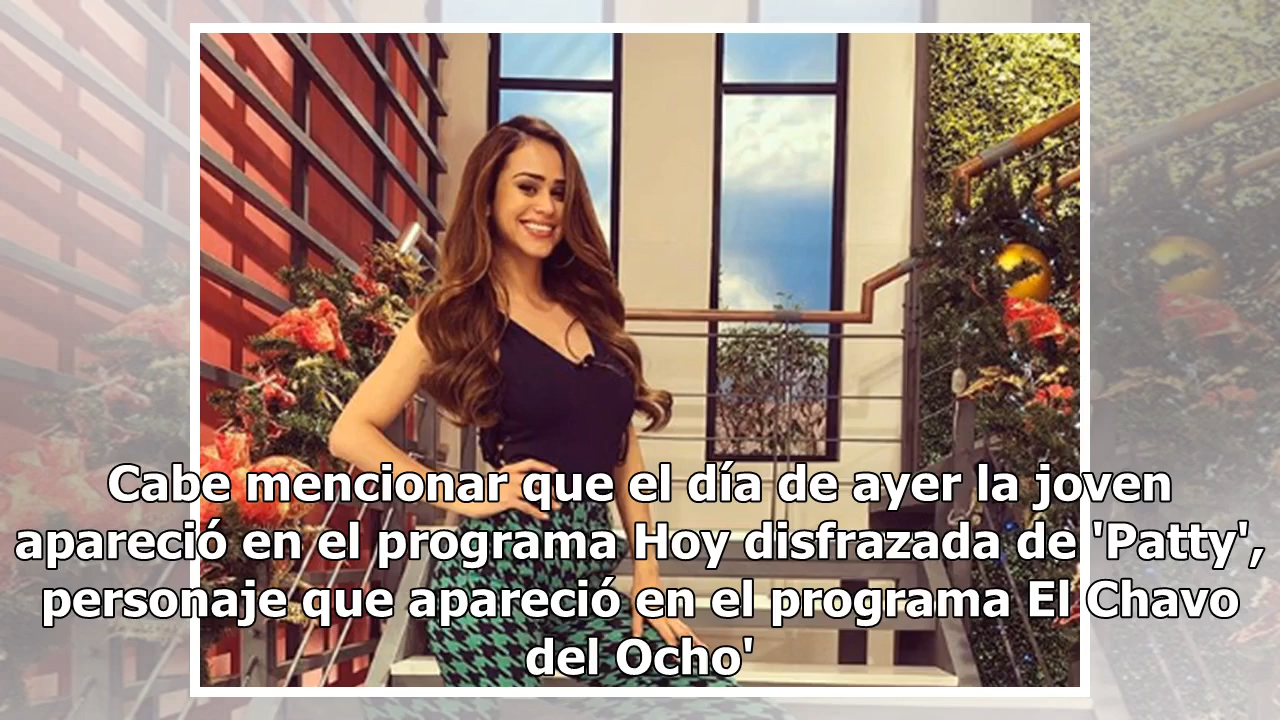 Cabe mencionar que el día de ayer la joven
apareció en el programa Hoy disfrazada de 'Patty',
personaje que apareció en el programa El Chavo
del Ocho'